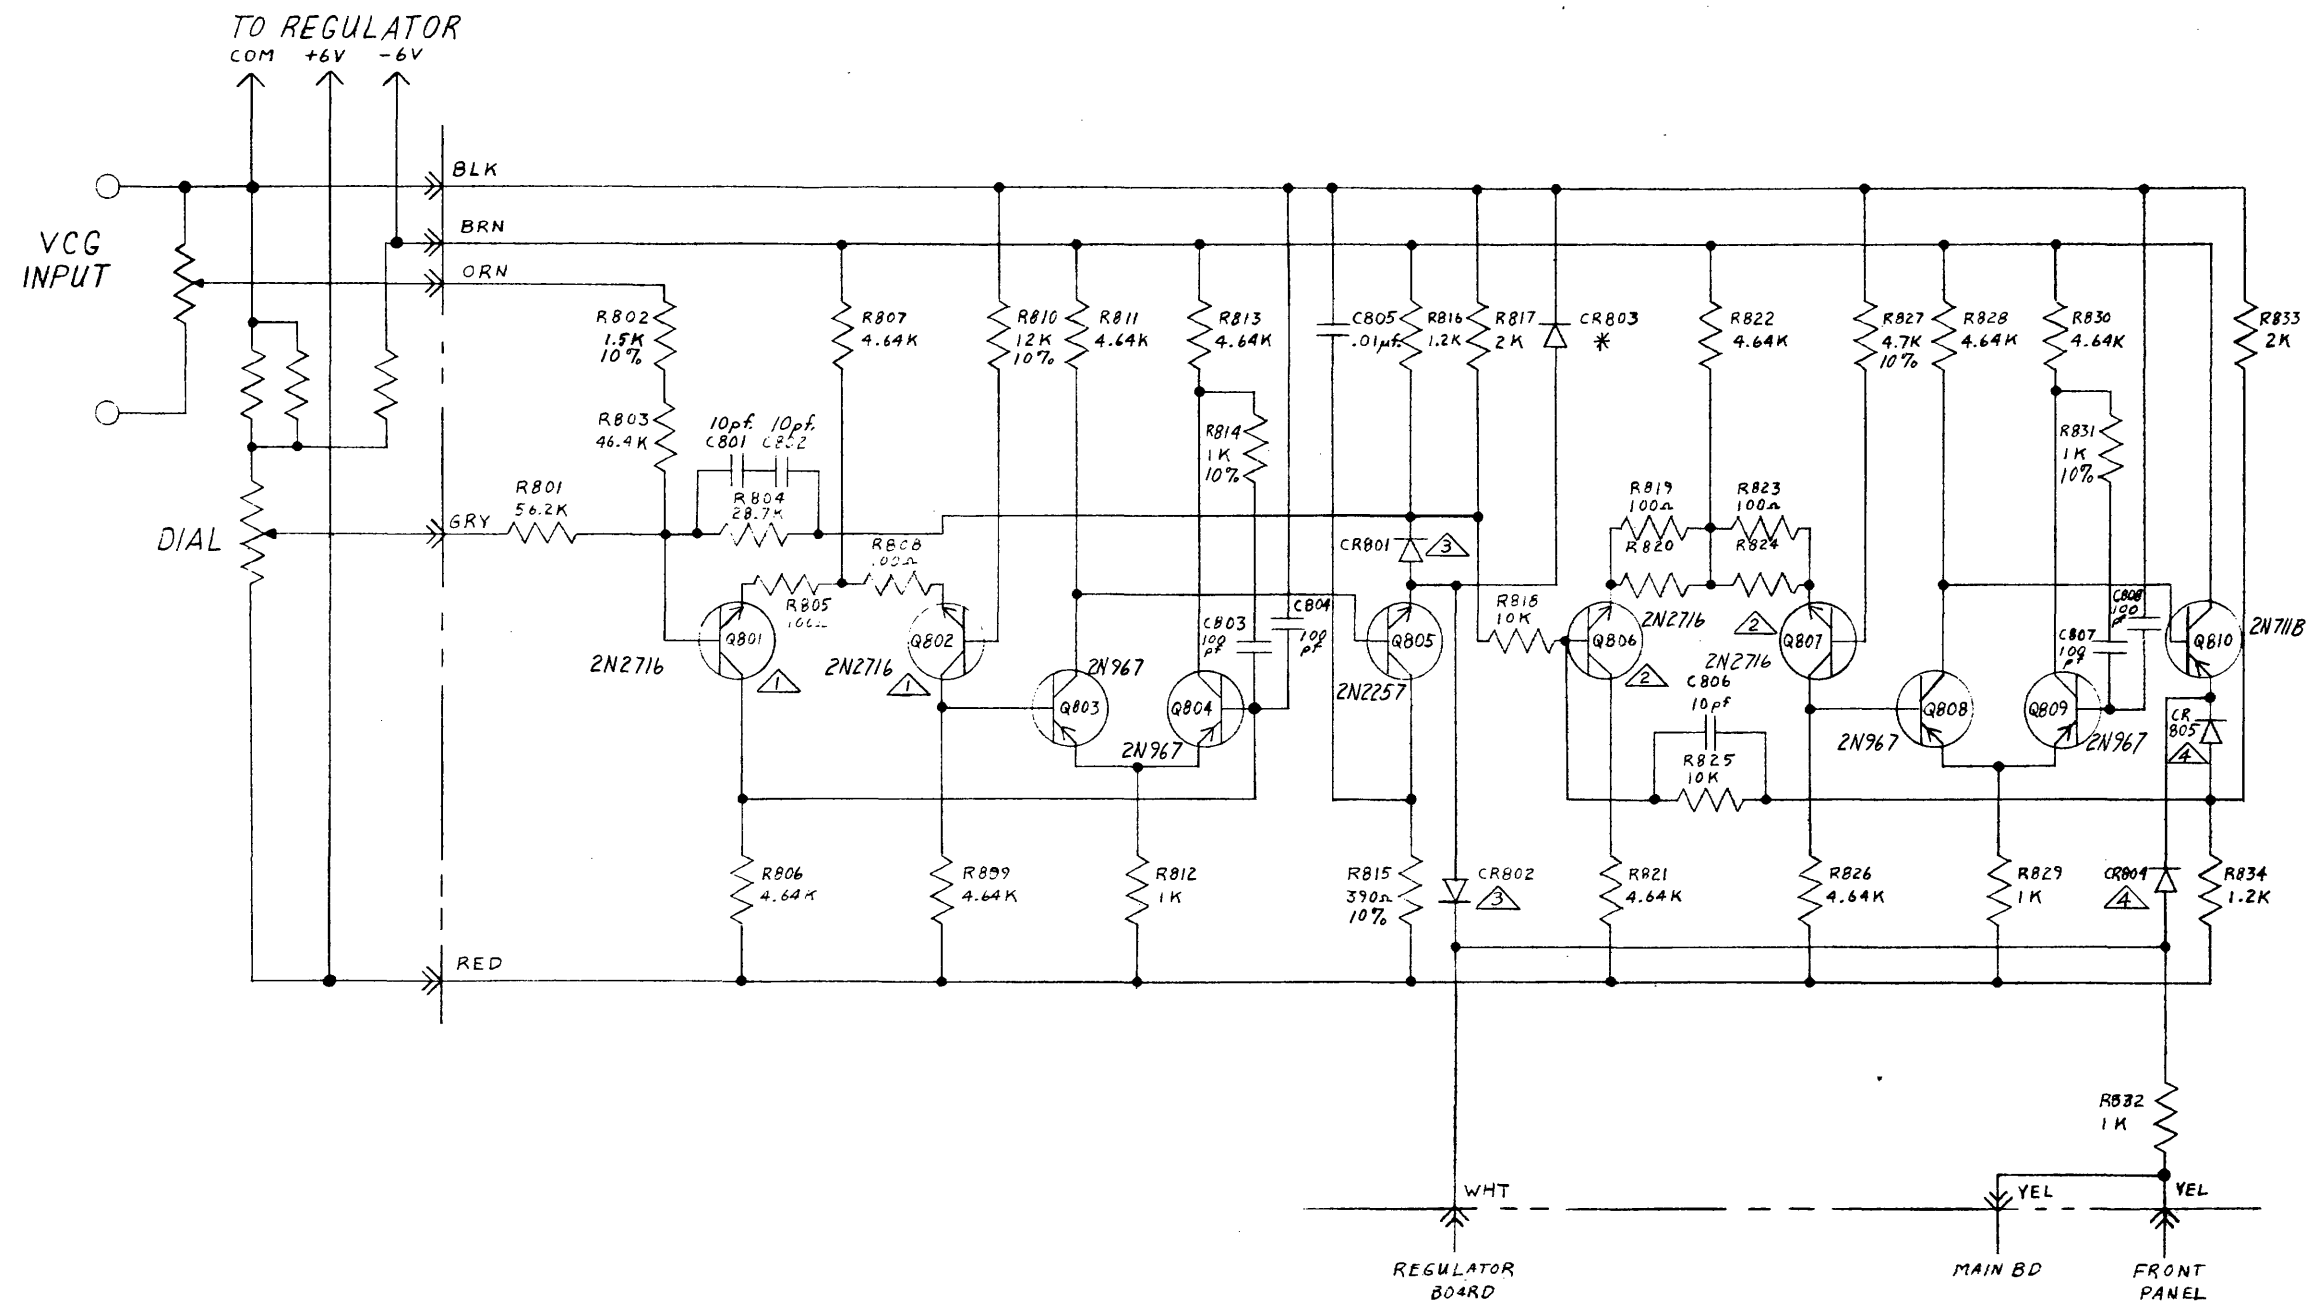 TO REGULATOR
COM +6V -6V
BLK
BRN
ORN
VCG
INPUT
R802
1.5K
10%
R807
4.64K
R810
12K
10%
R811
4.64K
R813
4.64K
C805
.01µf.
R816
1.2K
R817
2K
CR803
*
R822
4.64K
R827
4.7K
10%
R828
4.64K
R830
4.64K
R833
2K
R803
46.4K
10pf. 10pf.
C801 C802
R804
28.7K
R814
1K
10%
R831
1K
10%
R801
56.2K
GRY
DIAL
R808
R805
CR801
3
R819
100Ω
R823
100Ω
R820
R824
Q801
2N2716
1
Q802
2N2716
1
2N967
Q803
Q804
2N967
C803
100
pf
C804
100
pf
Q805
2N2257
R818
10K
Q806
2N2716
2
Q807
2N2716
2
C806
10pf
R825
10K
Q808
2N967
Q809
2N967
C807
100
pf
C808
100
pf
Q810
2N711B
CR
805
4
R806
4.64K
R809
4.64K
R812
1K
R815
390Ω
10%
CR802
3
R821
4.64K
R826
4.64K
R829
1K
CR804
4
R834
1.2K
RED
R832
1K
WHT
YEL
YEL
REGULATOR
BOARD
MAIN BD
FRONT
PANEL